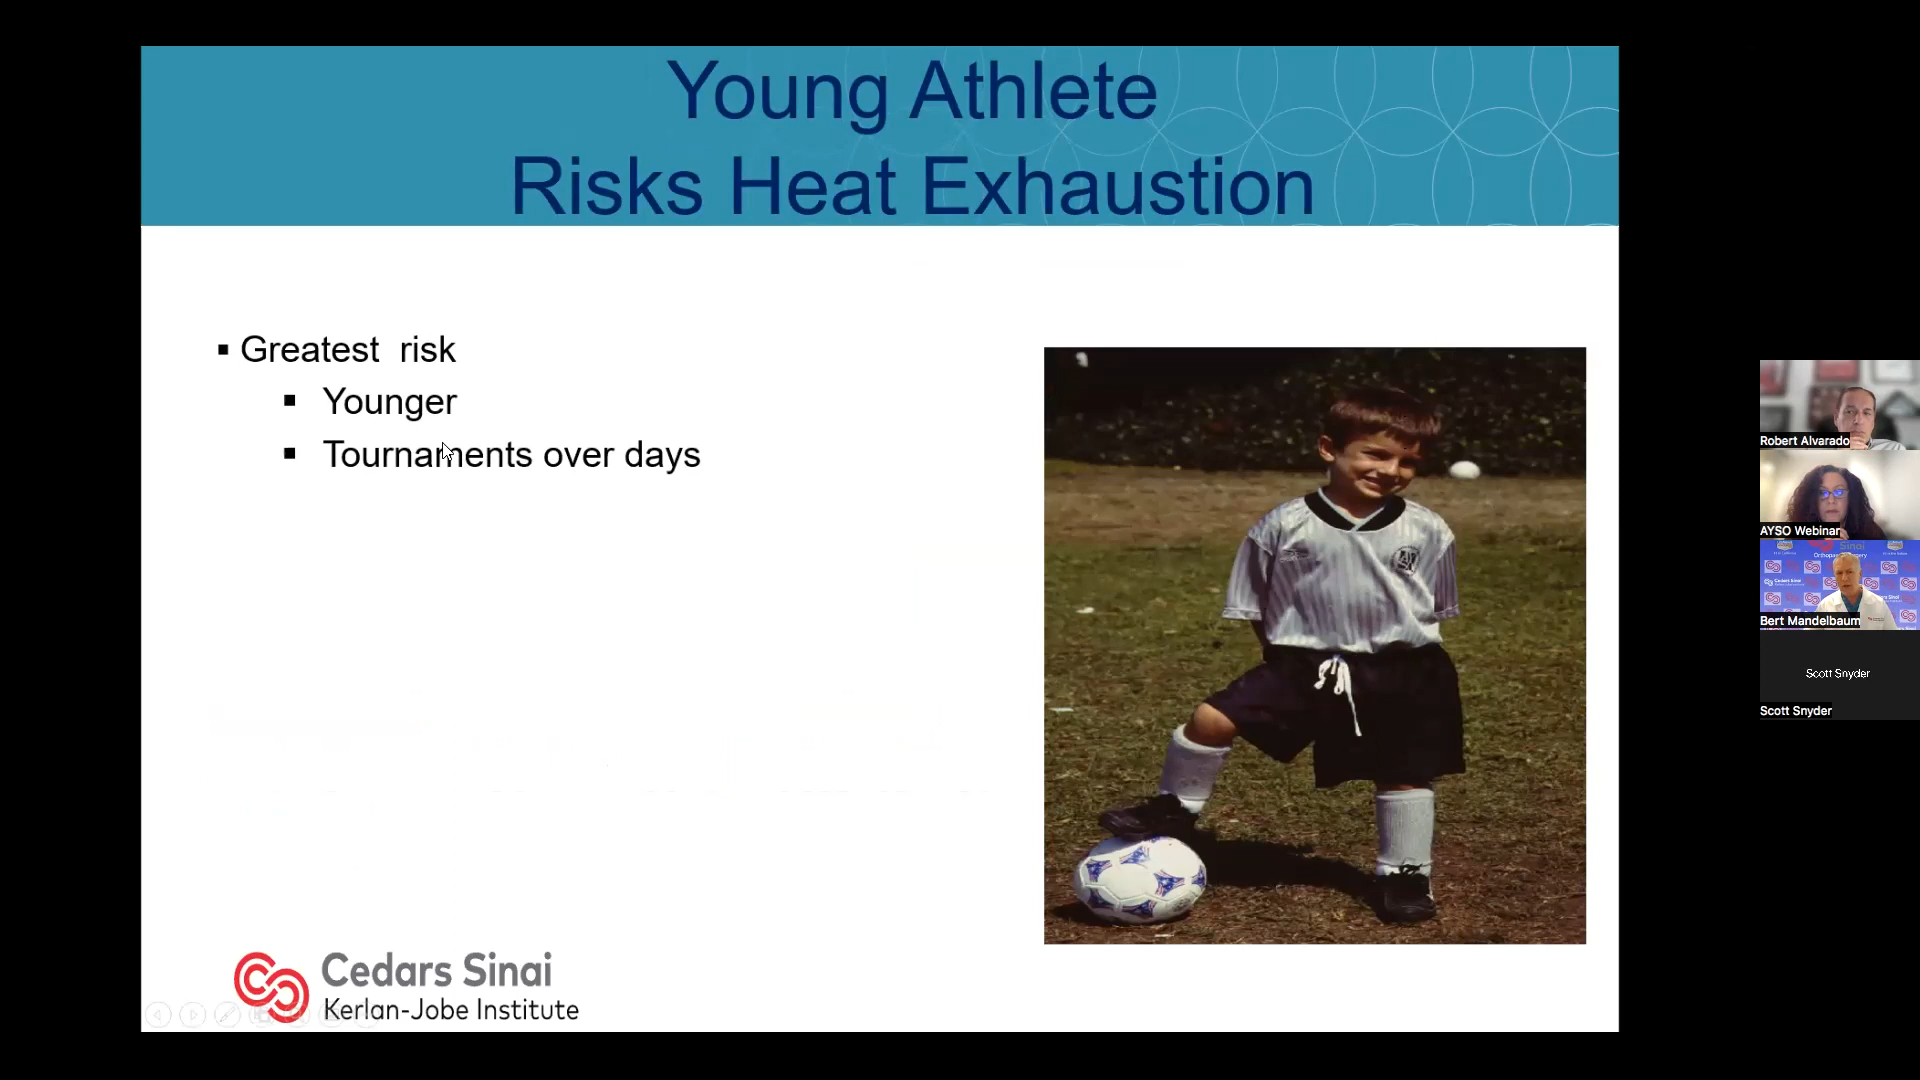 Young Athlete
Risks Heat Exhaustion
▪ Greatest risk
▪ Younger
▪ Tournaments over days
Cedars Sinai
Kerlan-Jobe Institute
Robert Alvarado
AYSO Webinar
Bert Mandelbaum
Scott Snyder
Scott Snyder